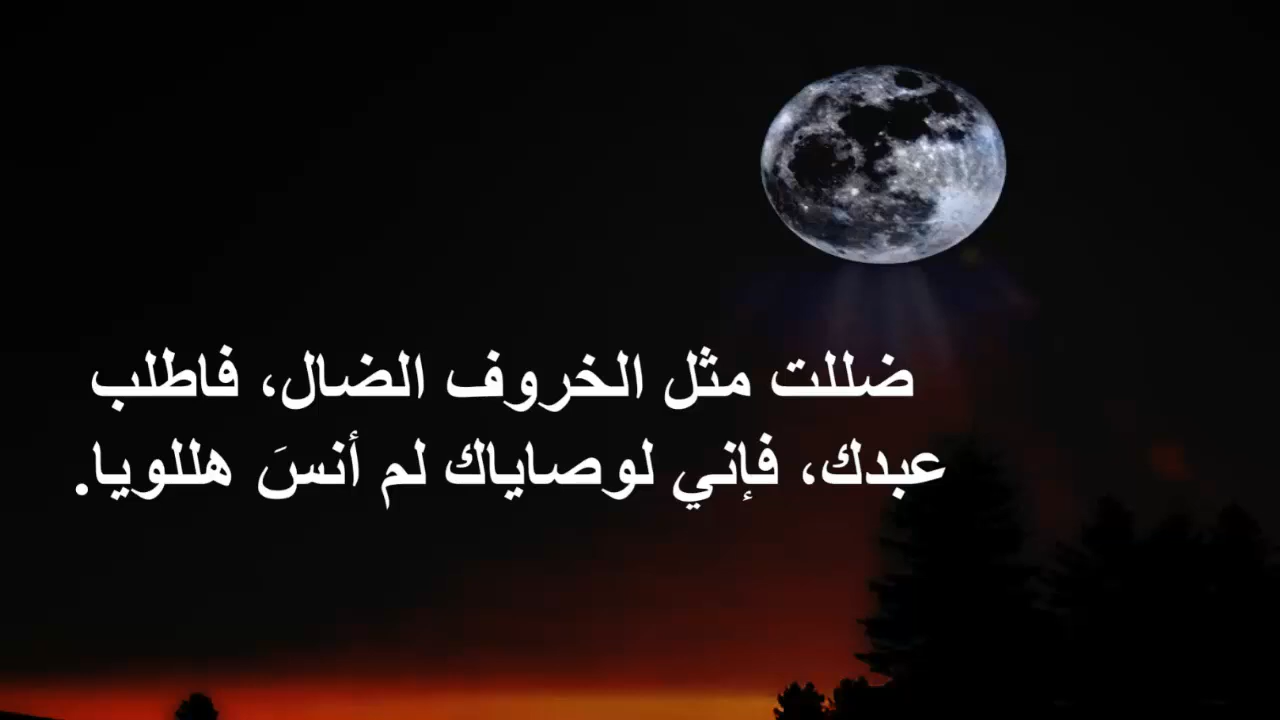 ضللت مثل الخروف الضال، فاطلب
عبدك، فإني لوصاياك لم أنسَ هللويا.